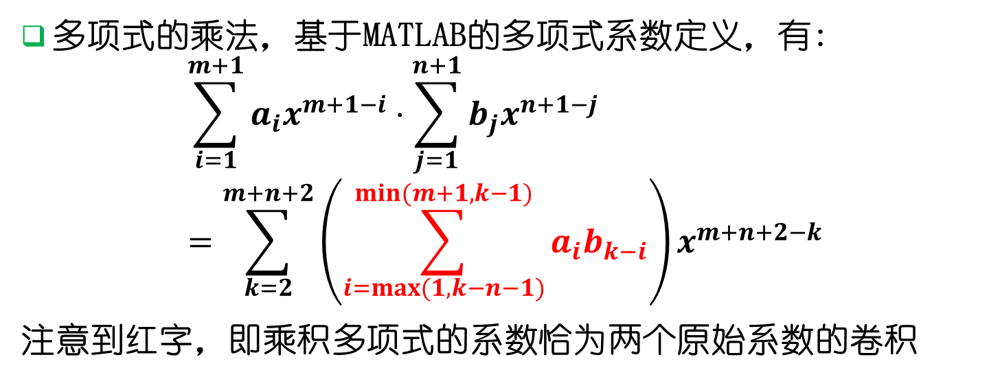 ❑ 多项式的乘法，基于MATLAB的多项式系数定义，有：
$\sum_{i=1}^{m+1} a_i x^{m+1-i} \cdot \sum_{j=1}^{n+1} b_j x^{n+1-j}$
$= \sum_{k=2}^{m+n+2} \left( \sum_{i=\max(1,k-n-1)}^{\min(m+1,k-1)} a_i b_{k-i} \right) x^{m+n+2-k}$
注意到红字，即乘积多项式的系数恰为两个原始系数的卷积